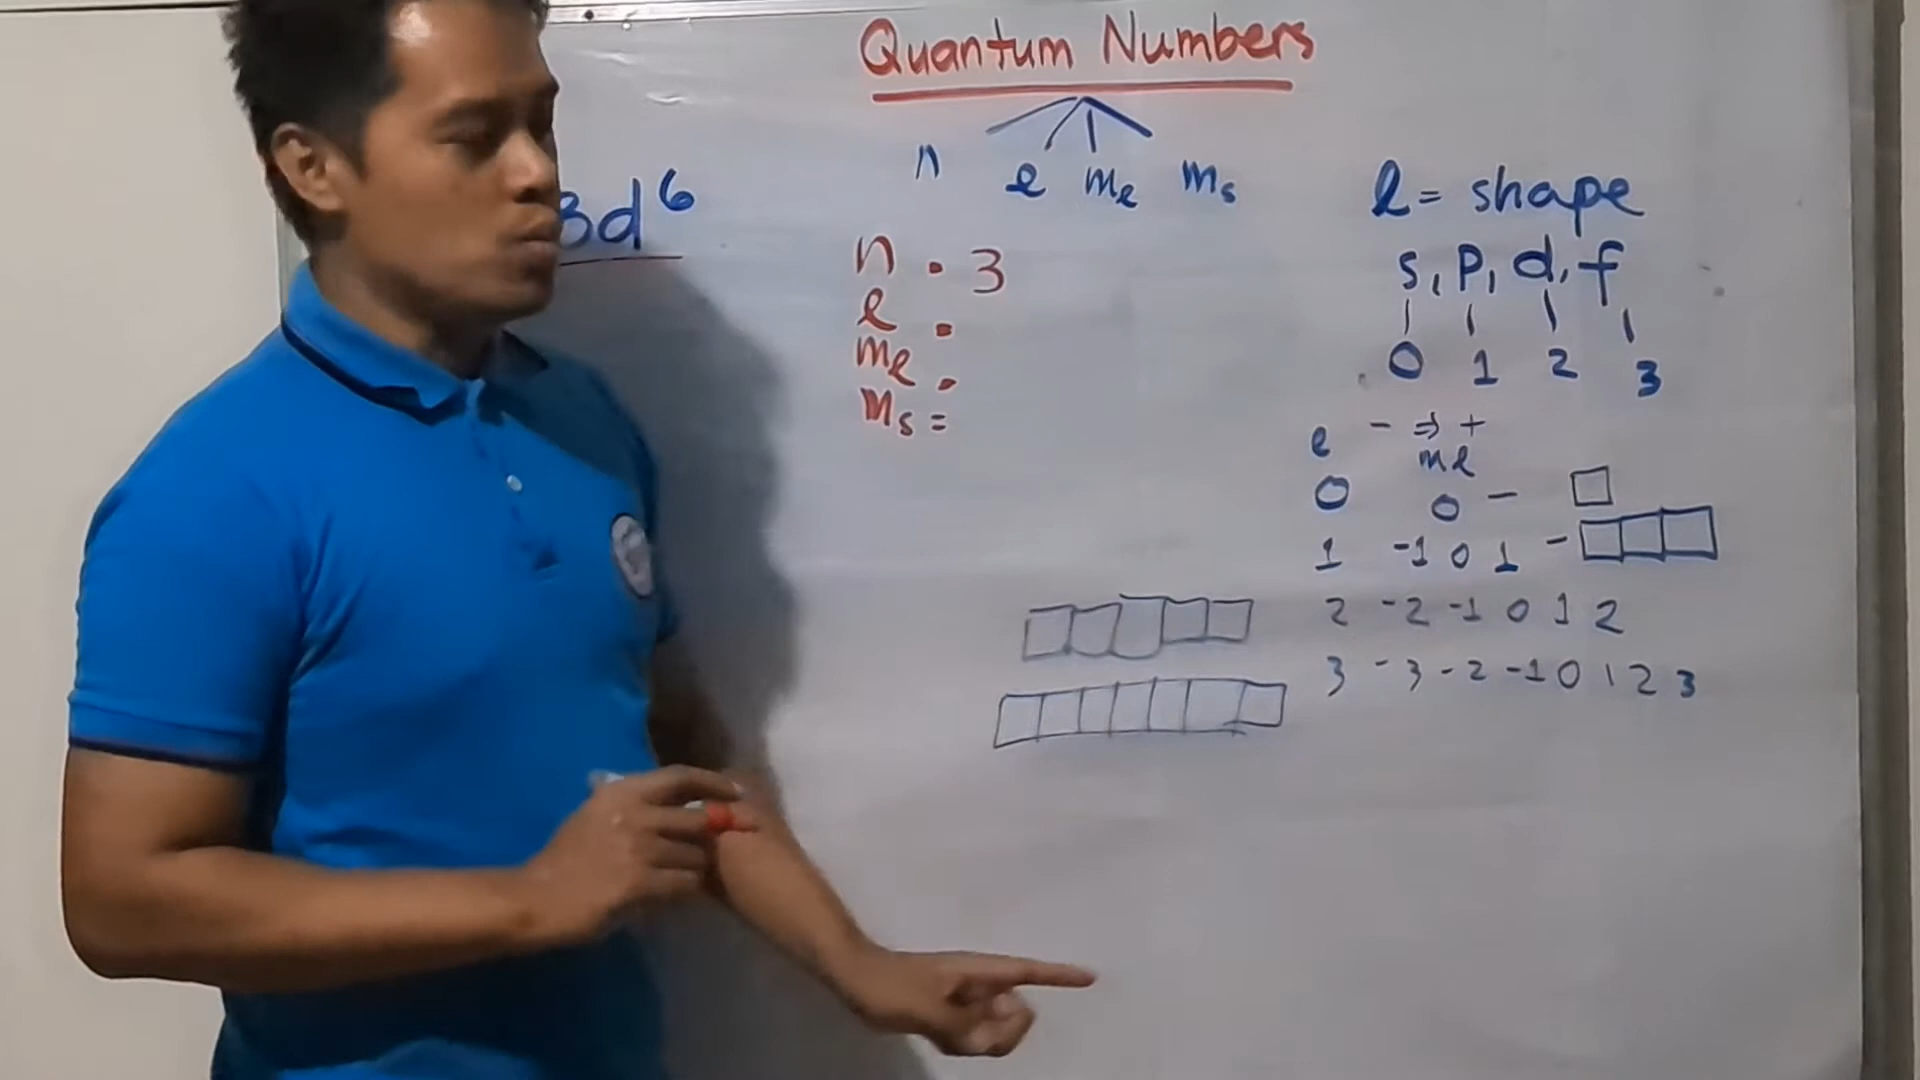 Quantum Numbers
n l ml ms
3d6
n = 3
l =
ml =
ms =
l = shape
s, p, d, f
0 1 2 3
l - ⇒ +
ml
0 0 -
1 -1 0 1 -
2 -2 -1 0 1 2
3 -3 -2 -1 0 1 2 3